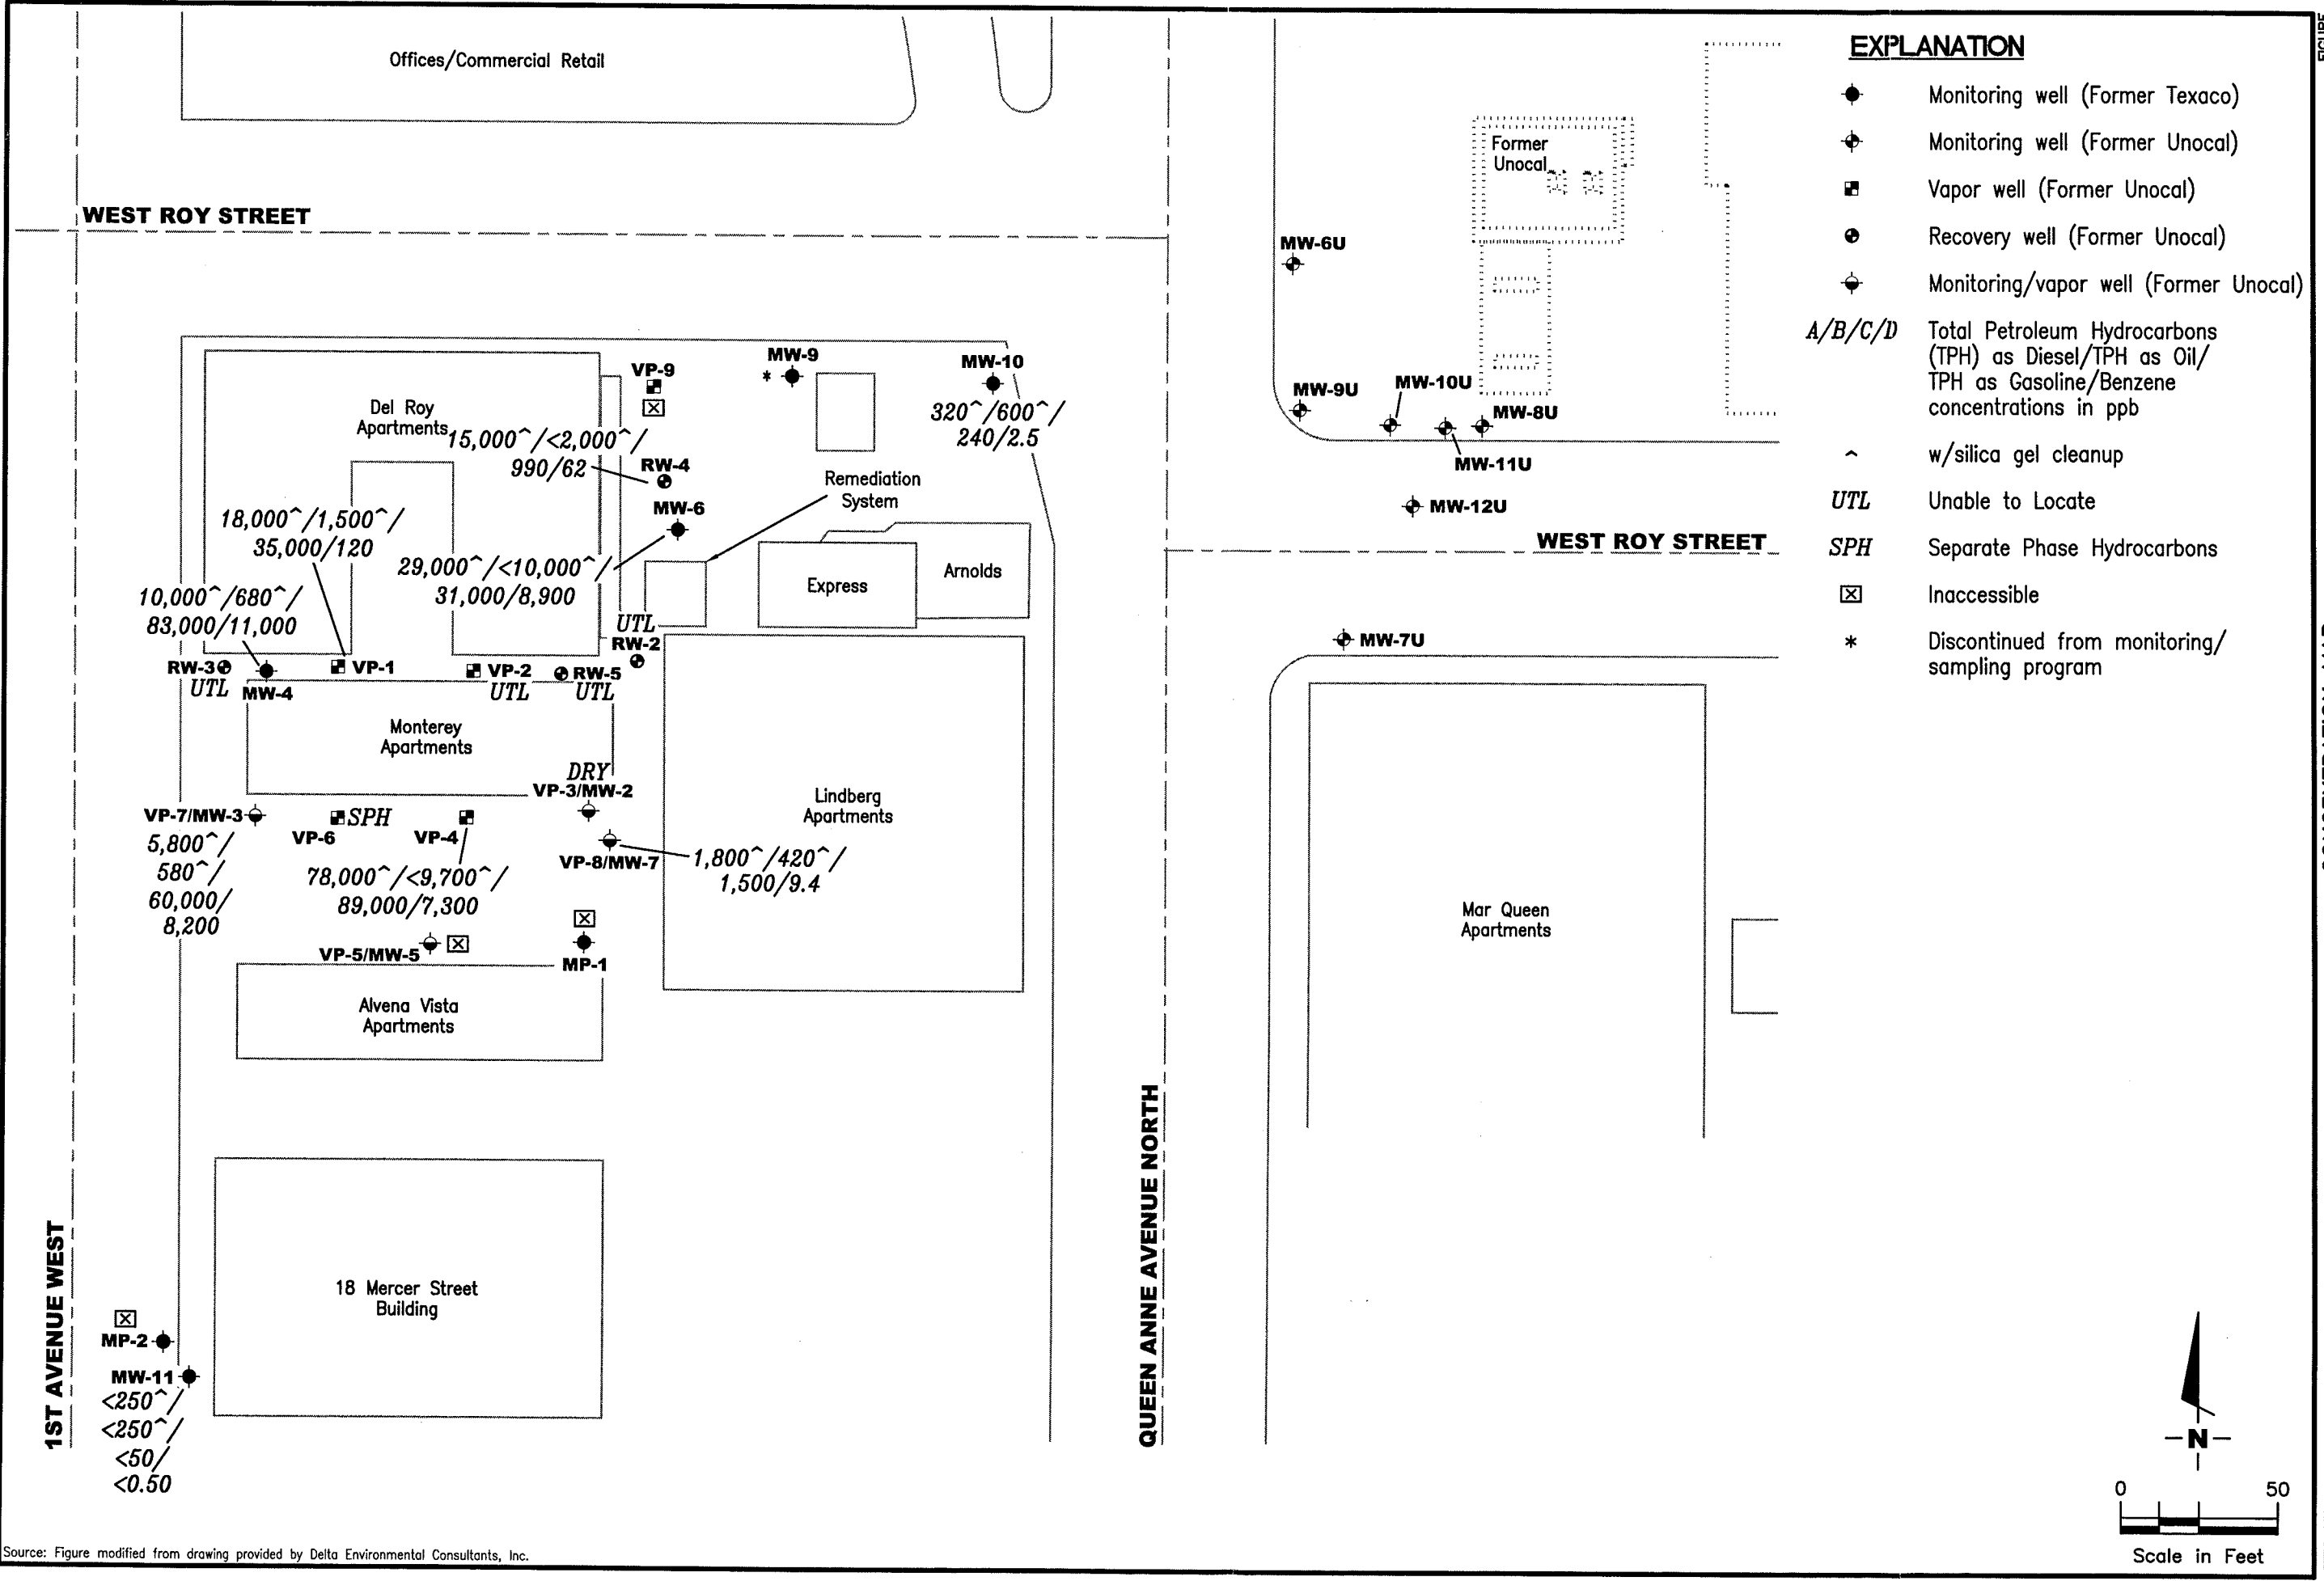 Offices/Commercial Retail
WEST ROY STREET
Former
Unocal
MW-6U
MW-9U
MW-10U
MW-8U
MW-11U
MW-12U
WEST ROY STREET
MW-7U
VP-9
MW-9
*
MW-10
320^/600^/
240/2.5
Del Roy
Apartments
15,000^/<2,000^/
990/62
RW-4
MW-6
Remediation
System
18,000^/1,500^/
35,000/120
29,000^/<10,000^/
31,000/8,900
Express
Arnolds
10,000^/680^/
83,000/11,000
UTL
RW-2
RW-3
UTL
MW-4
VP-1
VP-2
UTL
RW-5
UTL
Monterey
Apartments
DRY
VP-3/MW-2
Lindberg
Apartments
VP-7/MW-3
5,800^/
580^/
60,000/
8,200
VP-6
SPH
VP-4
78,000^/<9,700^/
89,000/7,300
VP-8/MW-7
1,800^/420^/
1,500/9.4
VP-5/MW-5
MP-1
Alvena Vista
Apartments
Mar Queen
Apartments
18 Mercer Street
Building
MP-2
MW-11
<250^/
<250^/
<50/
<0.50
1ST AVENUE WEST
QUEEN ANNE AVENUE NORTH
EXPLANATION
Monitoring well (Former Texaco)
Monitoring well (Former Unocal)
Vapor well (Former Unocal)
Recovery well (Former Unocal)
Monitoring/vapor well (Former Unocal)
A/B/C/D Total Petroleum Hydrocarbons
(TPH) as Diesel/TPH as Oil/
TPH as Gasoline/Benzene
concentrations in ppb
^ w/silica gel cleanup
UTL Unable to Locate
SPH Separate Phase Hydrocarbons
Inaccessible
* Discontinued from monitoring/
sampling program
N
0 50
Scale in Feet
Source: Figure modified from drawing provided by Delta Environmental Consultants, Inc.